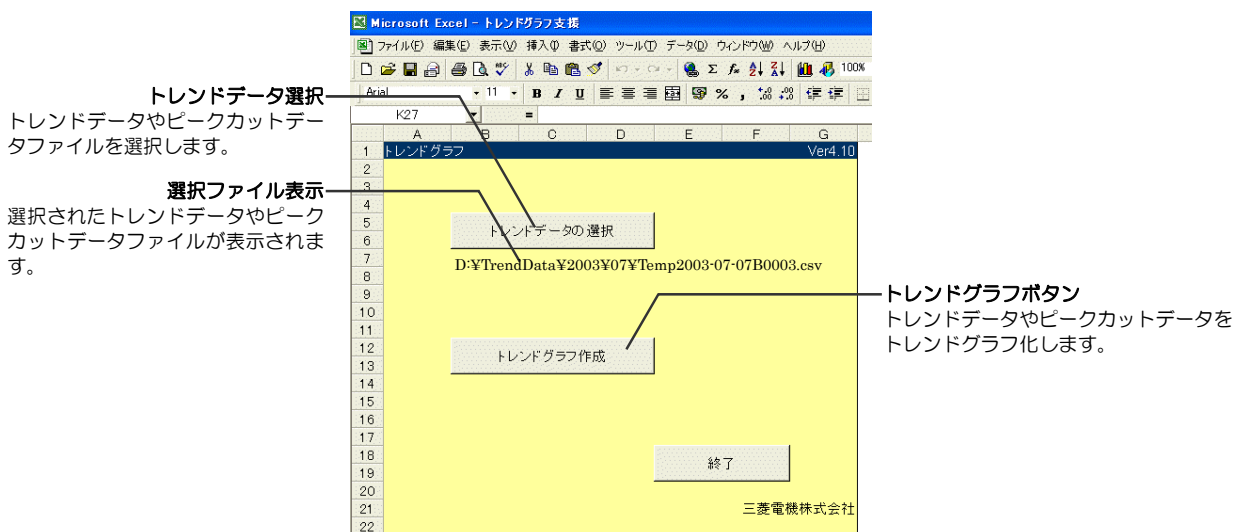 Microsoft Excel - トレンドグラフ支援
ファイル(F) 編集(E) 表示(V) 挿入(I) 書式(O) ツール(T) データ(D) ウィンドウ(W) ヘルプ(H)
100%
Arial 11 B I U % ,
K27 =
A B C D E F G
1 トレンドグラフ Ver4.10
2
3
4
5
トレンドデータの選択
6
7
D:¥TrendData¥2003¥07¥Temp2003-07-07B0003.csv
8
9
10
11
12
トレンドグラフ作成
13
14
15
16
17
18
終了
19
20
21 三菱電機株式会社
22
トレンドデータ選択
トレンドデータやピークカットデー
タファイルを選択します。
選択ファイル表示
選択されたトレンドデータやピーク
カットデータファイルが表示されま
す。
トレンドグラフボタン
トレンドデータやピークカットデータを
トレンドグラフ化します。